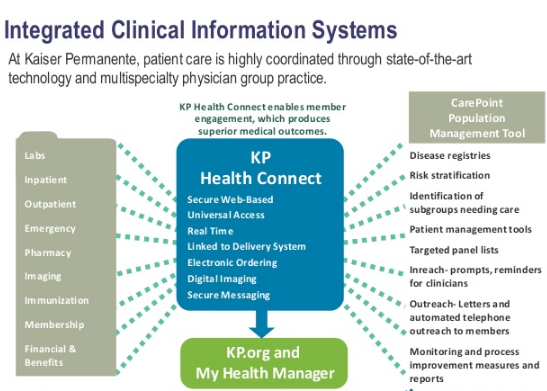 Integrated Clinical Information Systems
At Kaiser Permanente, patient care is highly coordinated through state-of-the-art
technology and multispecialty physician group practice.
KP Health Connect enables member
engagement, which produces
superior medical outcomes.
CarePoint
Population
Management Tool
Labs
Inpatient
Outpatient
Emergency
Pharmacy
Imaging
Immunization
Membership
Financial &
Benefits
KP
Health Connect
Secure Web-Based
Universal Access
Real Time
Linked to Delivery System
Electronic Ordering
Digital Imaging
Secure Messaging
Disease registries
Risk stratification
Identification of
subgroups needing care
Patient management tools
Targeted panel lists
Inreach- prompts, reminders
for clinicians
Outreach- Letters and
automated telephone
outreach to members
Monitoring and process
improvement measures and
reports
KP.org and
My Health Manager